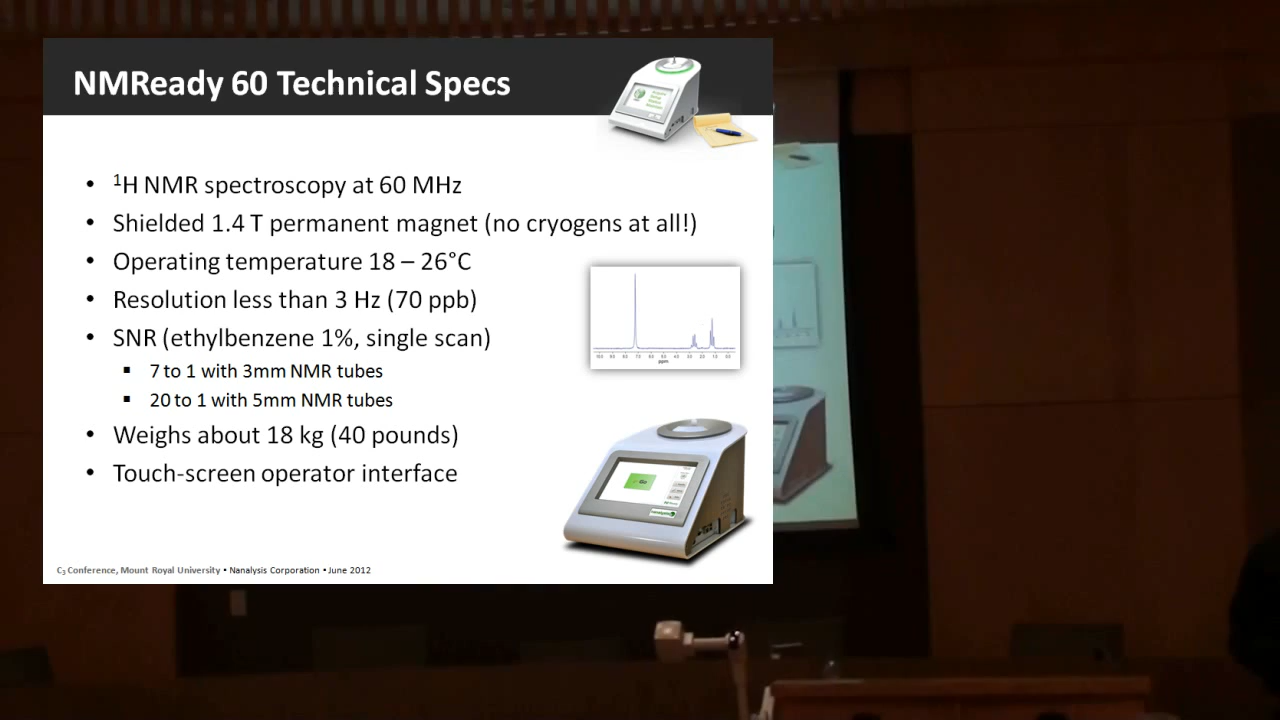 NMReady 60 Technical Specs
• ¹H NMR spectroscopy at 60 MHz
• Shielded 1.4 T permanent magnet (no cryogens at all!)
• Operating temperature 18 – 26°C
• Resolution less than 3 Hz (70 ppb)
• SNR (ethylbenzene 1%, single scan)
▪ 7 to 1 with 3mm NMR tubes
▪ 20 to 1 with 5mm NMR tubes
• Weighs about 18 kg (40 pounds)
• Touch-screen operator interface
ppm
Go
C₃ Conference, Mount Royal University • Nanalysis Corporation • June 2012